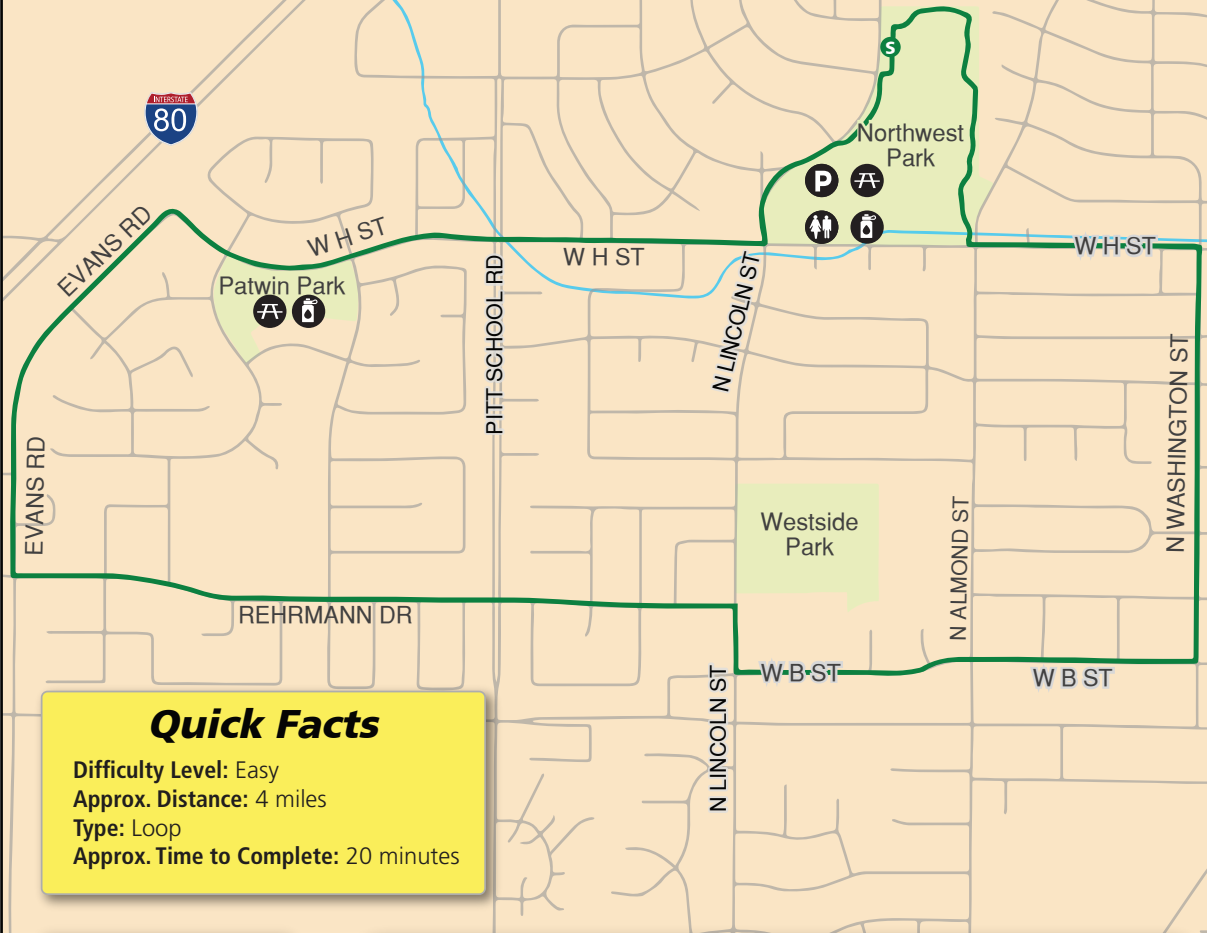 S
INTERSTATE
80
Northwest
Park
P
EVANS RD
W H ST
W H ST
W H ST
Patwin Park
PITT SCHOOL RD
N LINCOLN ST
N WASHINGTON ST
EVANS RD
Westside
Park
N ALMOND ST
REHRMANN DR
W B ST
W B ST
N LINCOLN ST
Quick Facts
Difficulty Level: Easy
Approx. Distance: 4 miles
Type: Loop
Approx. Time to Complete: 20 minutes